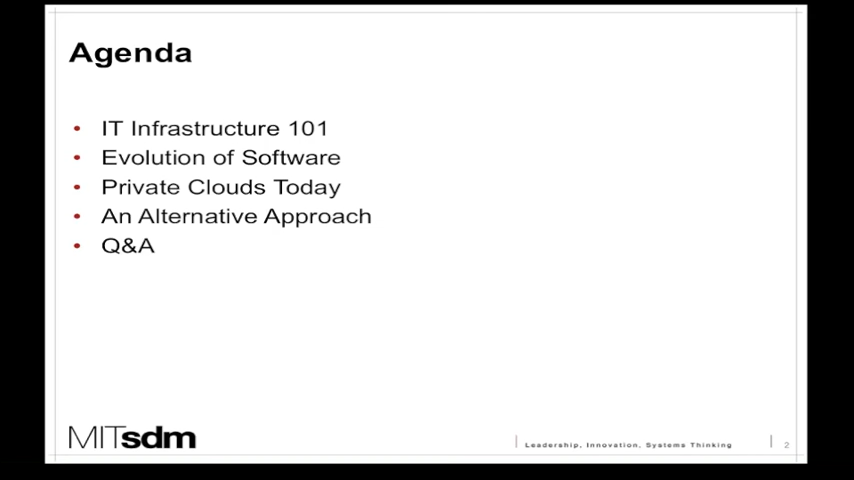 Agenda
• IT Infrastructure 101
• Evolution of Software
• Private Clouds Today
• An Alternative Approach
• Q&A
MITsdm
Leadership, Innovation, Systems Thinking
2